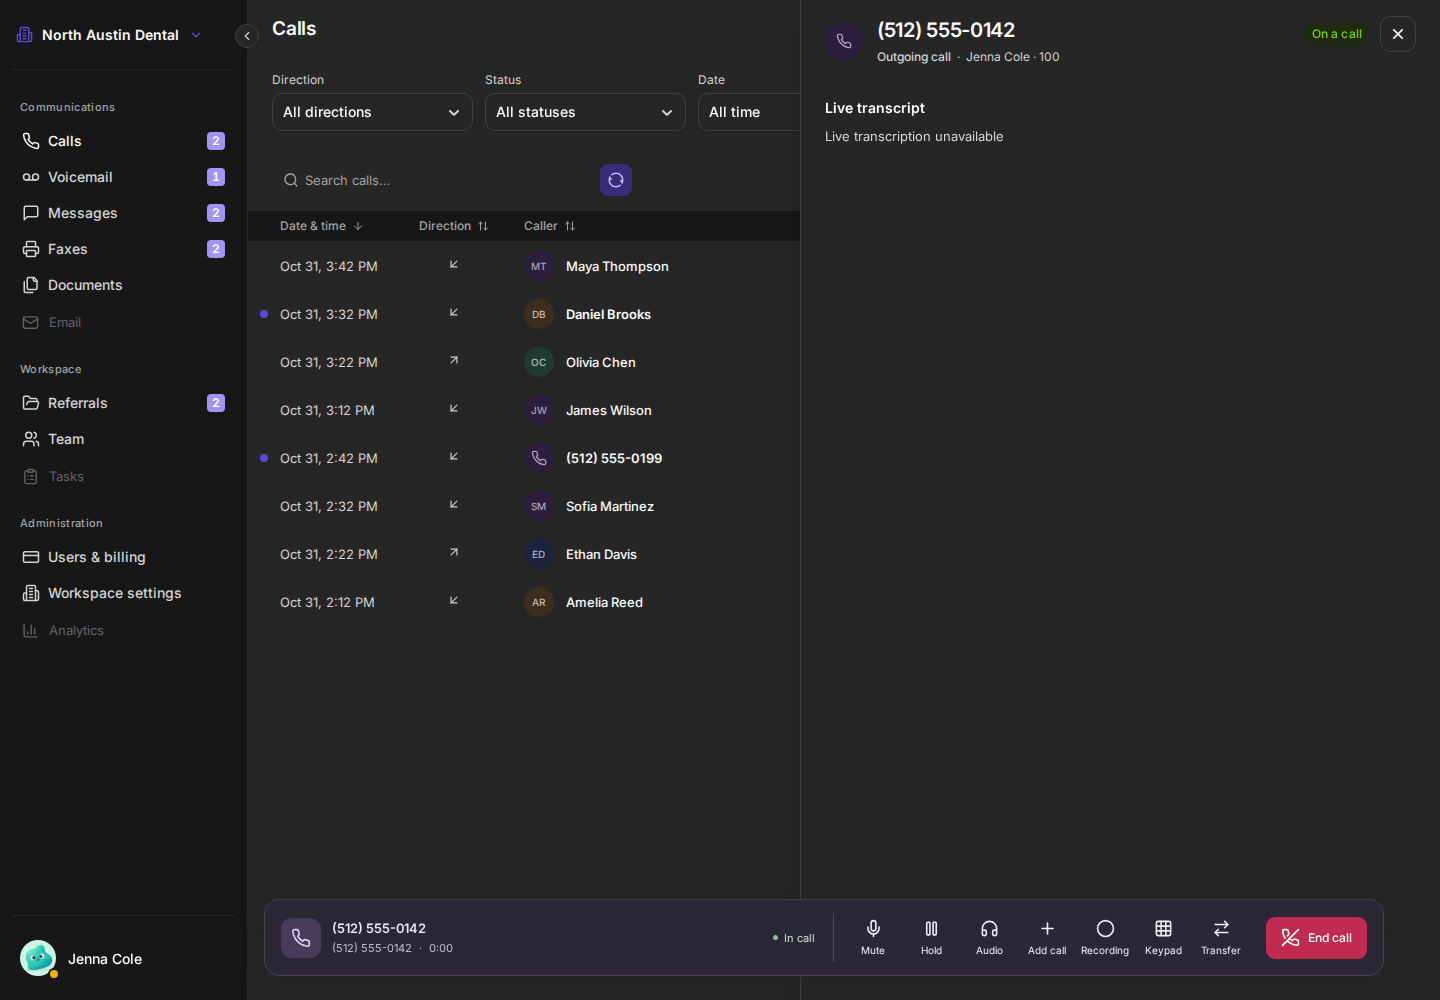 North Austin Dental
Communications
Calls 2
Voicemail 1
Messages 2
Faxes 2
Documents
Email
Workspace
Referrals 2
Team
Tasks
Administration
Users & billing
Workspace settings
Analytics
Jenna Cole
Calls
Direction Status Date
All directions All statuses All time
Search calls...
Date & time Direction Caller
Oct 31, 3:42 PM MT Maya Thompson
Oct 31, 3:32 PM DB Daniel Brooks
Oct 31, 3:22 PM OC Olivia Chen
Oct 31, 3:12 PM JW James Wilson
Oct 31, 2:42 PM (512) 555-0199
Oct 31, 2:32 PM SM Sofia Martinez
Oct 31, 2:22 PM ED Ethan Davis
Oct 31, 2:12 PM AR Amelia Reed
(512) 555-0142 On a call
Outgoing call · Jenna Cole · 100
Live transcript
Live transcription unavailable
(512) 555-0142
(512) 555-0142 · 0:00
In call
Mute Hold Audio Add call Recording Keypad Transfer End call